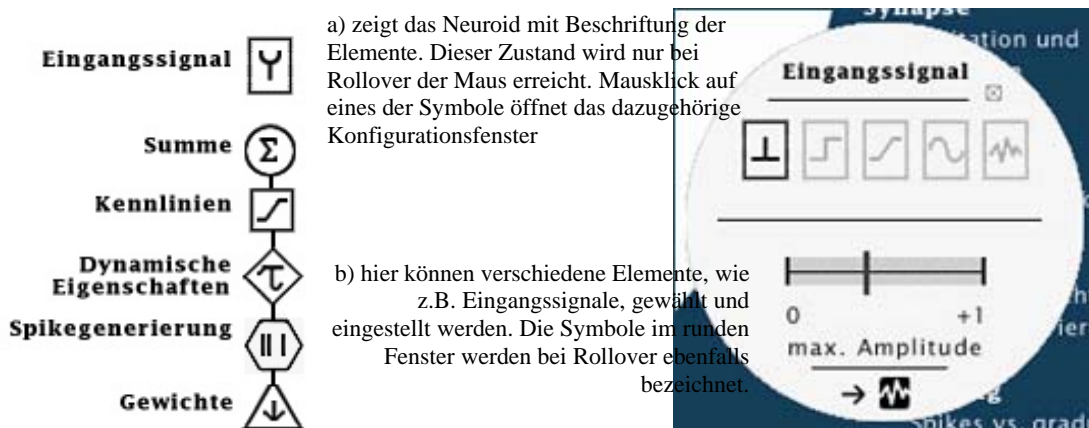 Eingangssignal
Summe
Σ
Kennlinien
Dynamische
Eigenschaften
τ
Spikegenerierung
Gewichte
a) zeigt das Neuroid mit Beschriftung der
Elemente. Dieser Zustand wird nur bei
Rollover der Maus erreicht. Mausklick auf
eines der Symbole öffnet das dazugehörige
Konfigurationsfenster
b) hier können verschiedene Elemente, wie
z.B. Eingangssignale, gewählt und
eingestellt werden. Die Symbole im runden
Fenster werden bei Rollover ebenfalls
bezeichnet.
Synapse
und
Eingangssignal
0
+1
max. Amplitude
Spikes vs.